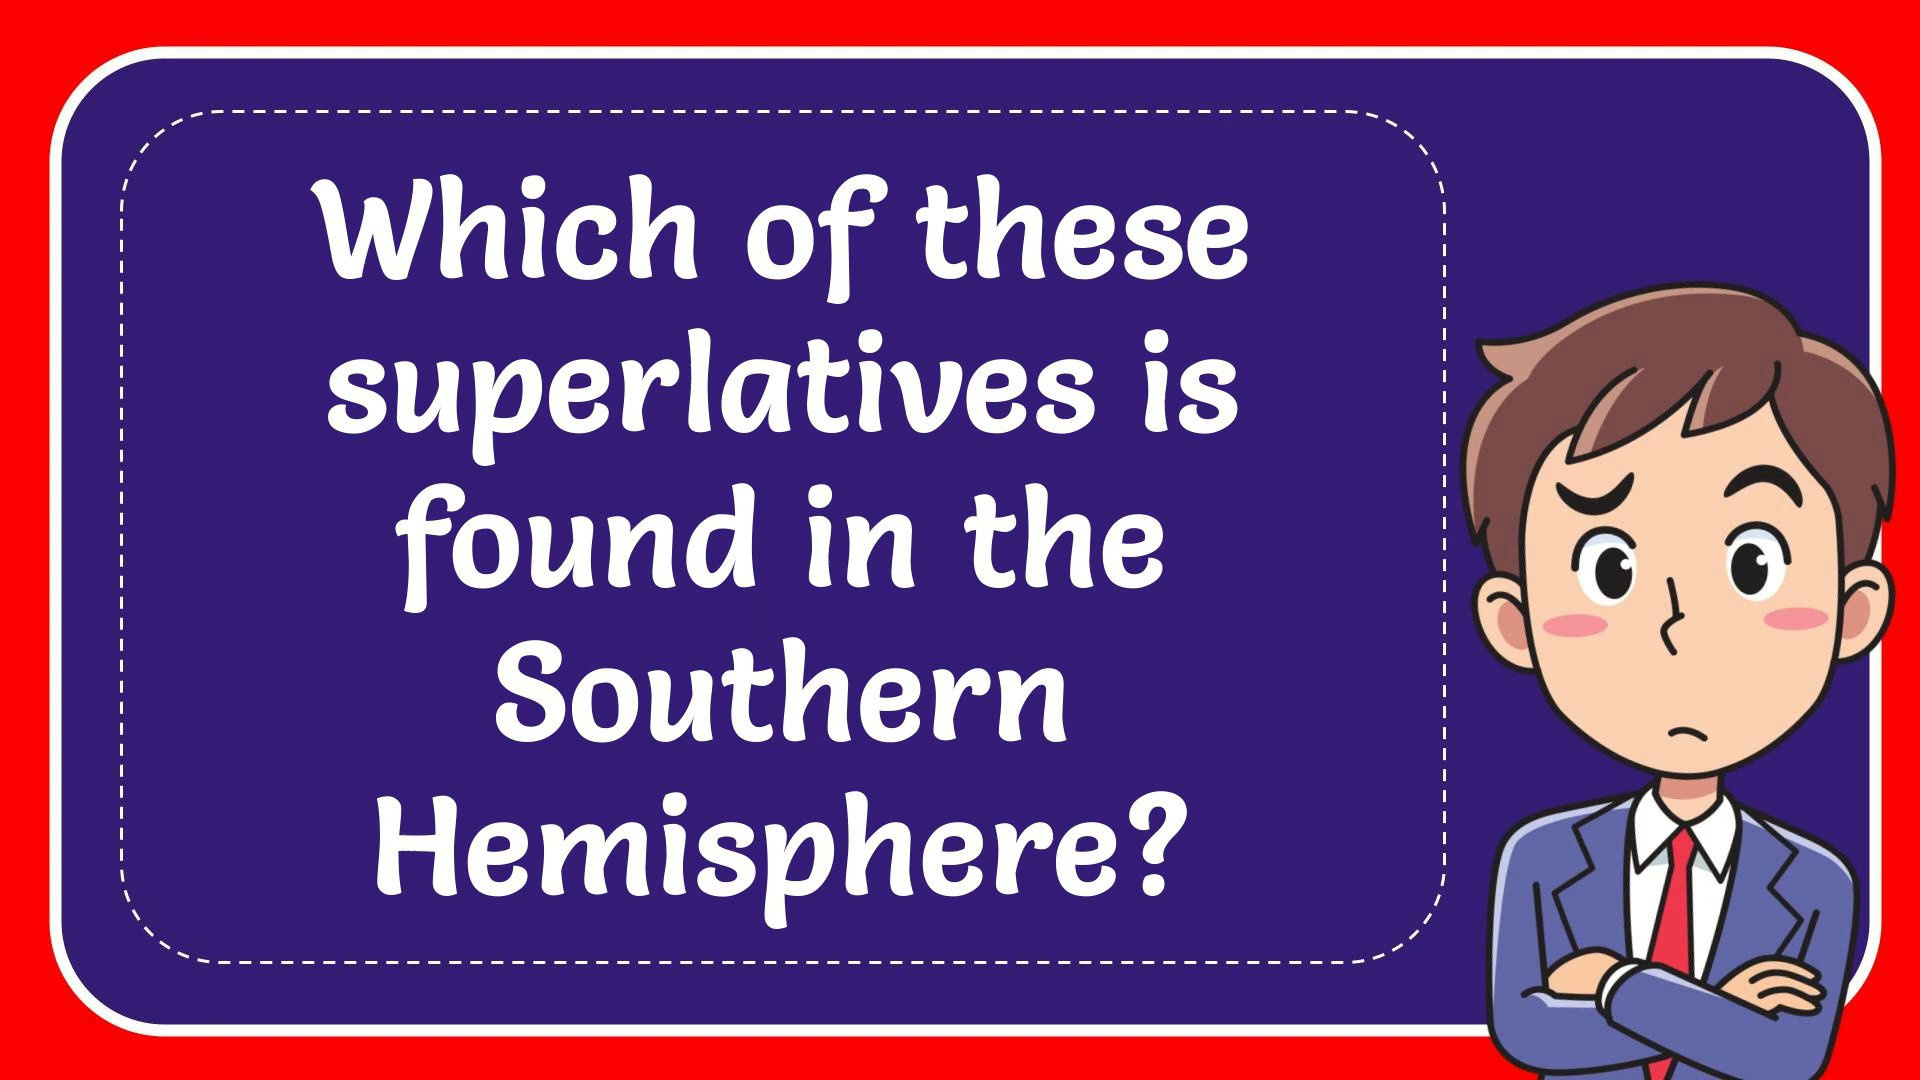 Which of these
superlatives is
found in the
Southern
Hemisphere?